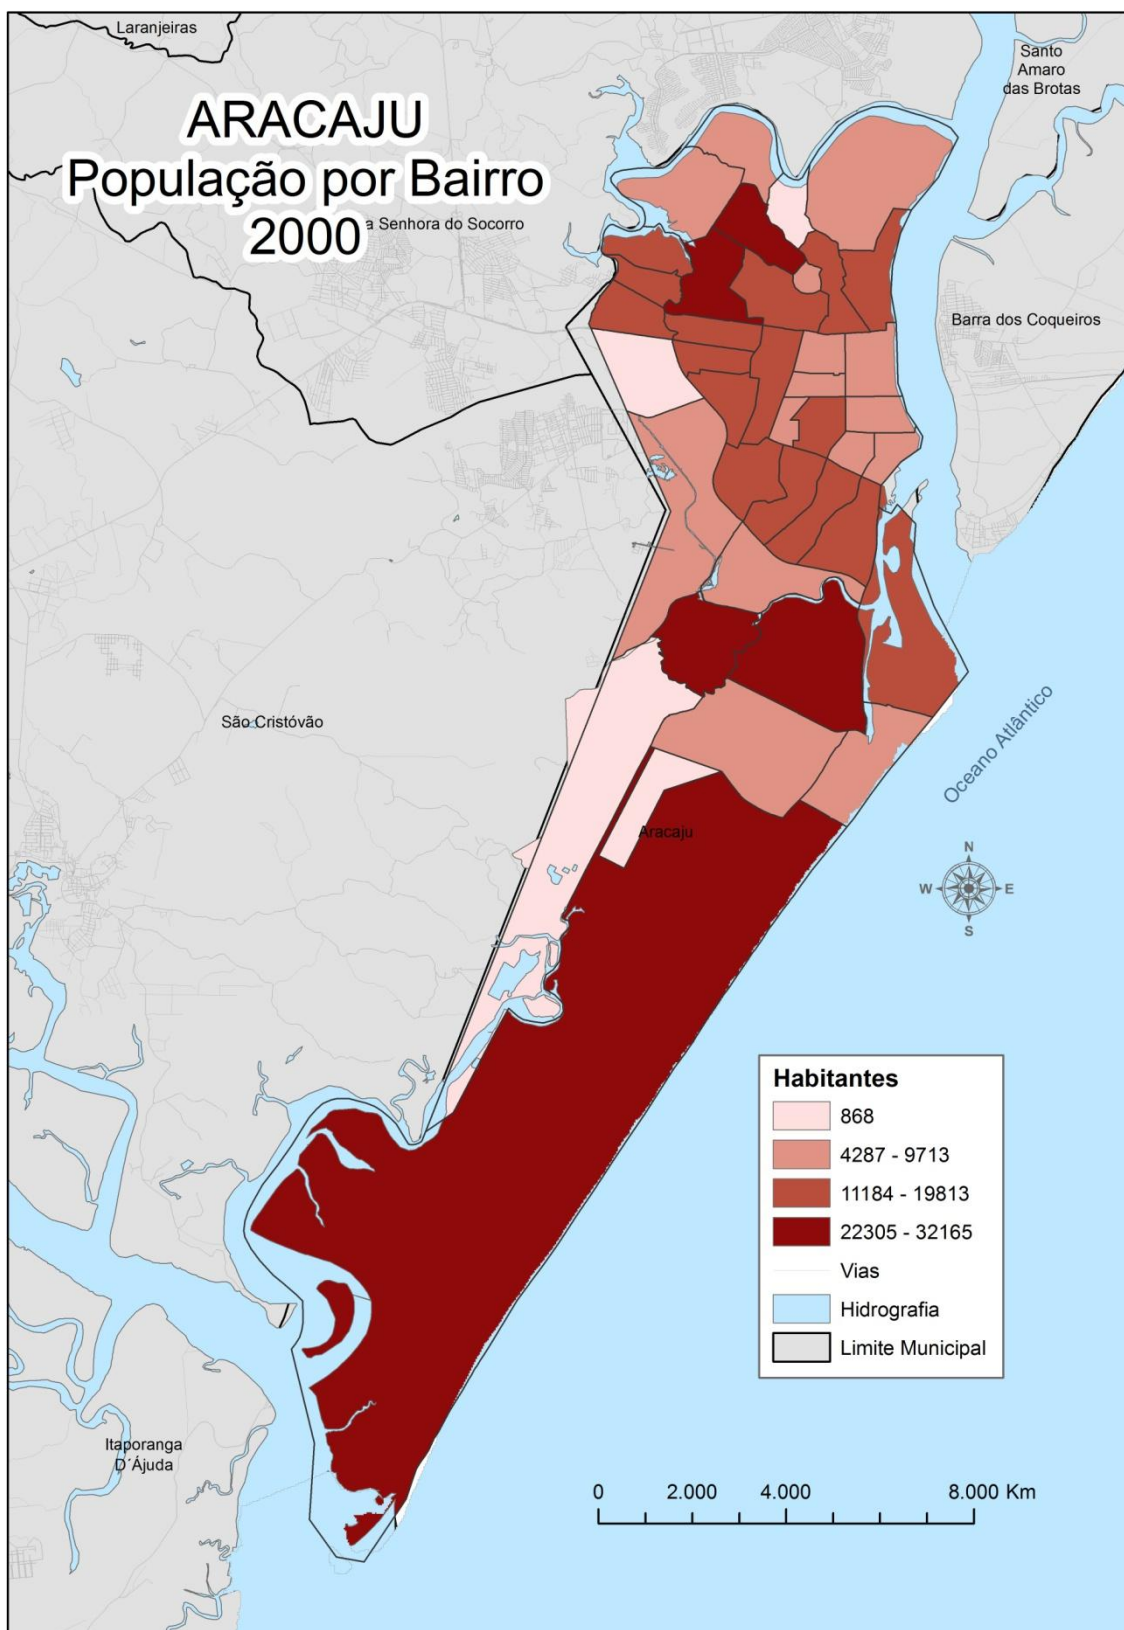 Laranjeiras
Santo
Amaro
das Brotas
ARACAJU
População por Bairro
2000
a Senhora do Socorro
Barra dos Coqueiros
São Cristóvão
Oceano Atlântico
Aracaju
N
W
E
S
Habitantes
868
4287 - 9713
11184 - 19813
22305 - 32165
Vias
Hidrografia
Limite Municipal
Itaporanga
D´Ájuda
0 2.000 4.000 8.000 Km